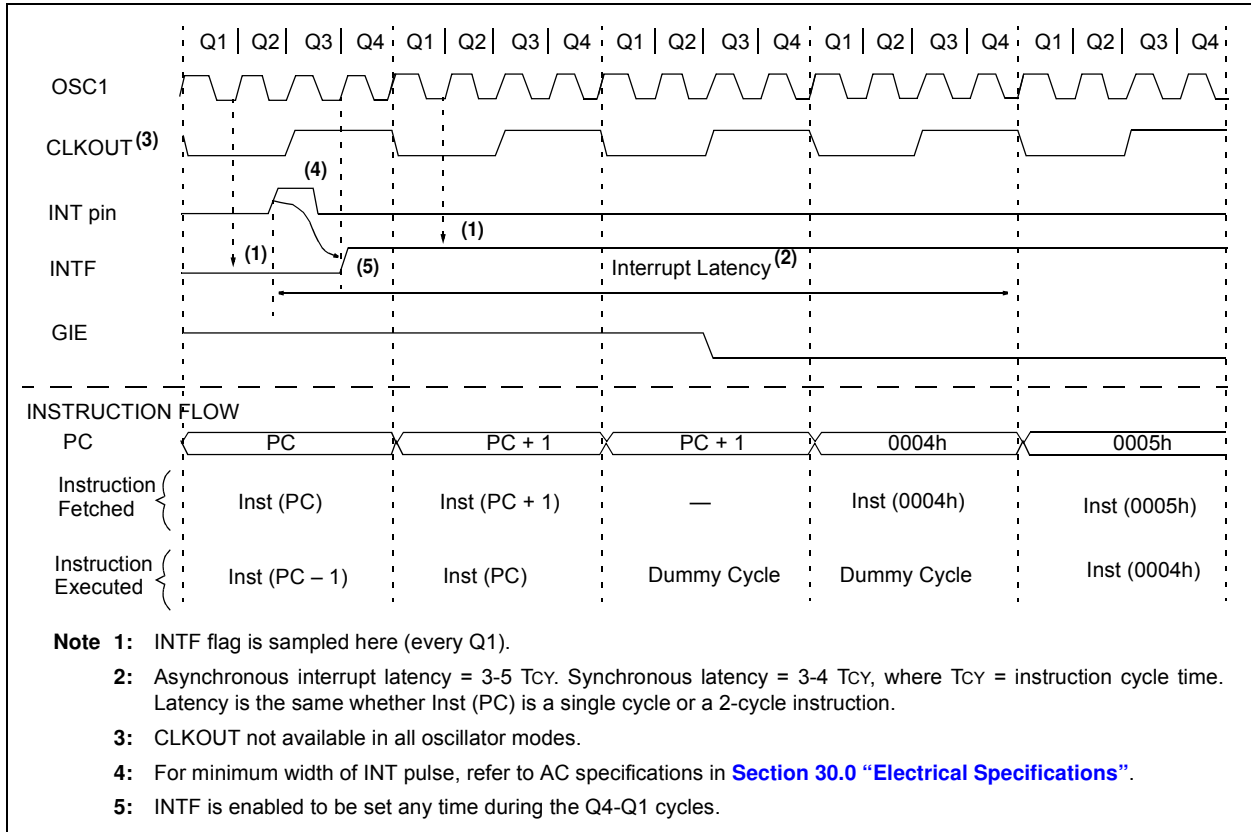 Q1 Q2 Q3 Q4 Q1 Q2 Q3 Q4 Q1 Q2 Q3 Q4 Q1 Q2 Q3 Q4 Q1 Q2 Q3 Q4
OSC1
CLKOUT (3)
(4)
INT pin
(1)
(1)
INTF
(5)
Interrupt Latency (2)
GIE
INSTRUCTION FLOW
PC PC PC + 1 PC + 1 0004h 0005h
Instruction Fetched Inst (PC) Inst (PC + 1) — Inst (0004h) Inst (0005h)
Instruction Executed Inst (PC – 1) Inst (PC) Dummy Cycle Dummy Cycle Inst (0004h)
Note 1: INTF flag is sampled here (every Q1).
2: Asynchronous interrupt latency = 3-5 TCY. Synchronous latency = 3-4 TCY, where TCY = instruction cycle time.
Latency is the same whether Inst (PC) is a single cycle or a 2-cycle instruction.
3: CLKOUT not available in all oscillator modes.
4: For minimum width of INT pulse, refer to AC specifications in Section 30.0 “Electrical Specifications”.
5: INTF is enabled to be set any time during the Q4-Q1 cycles.